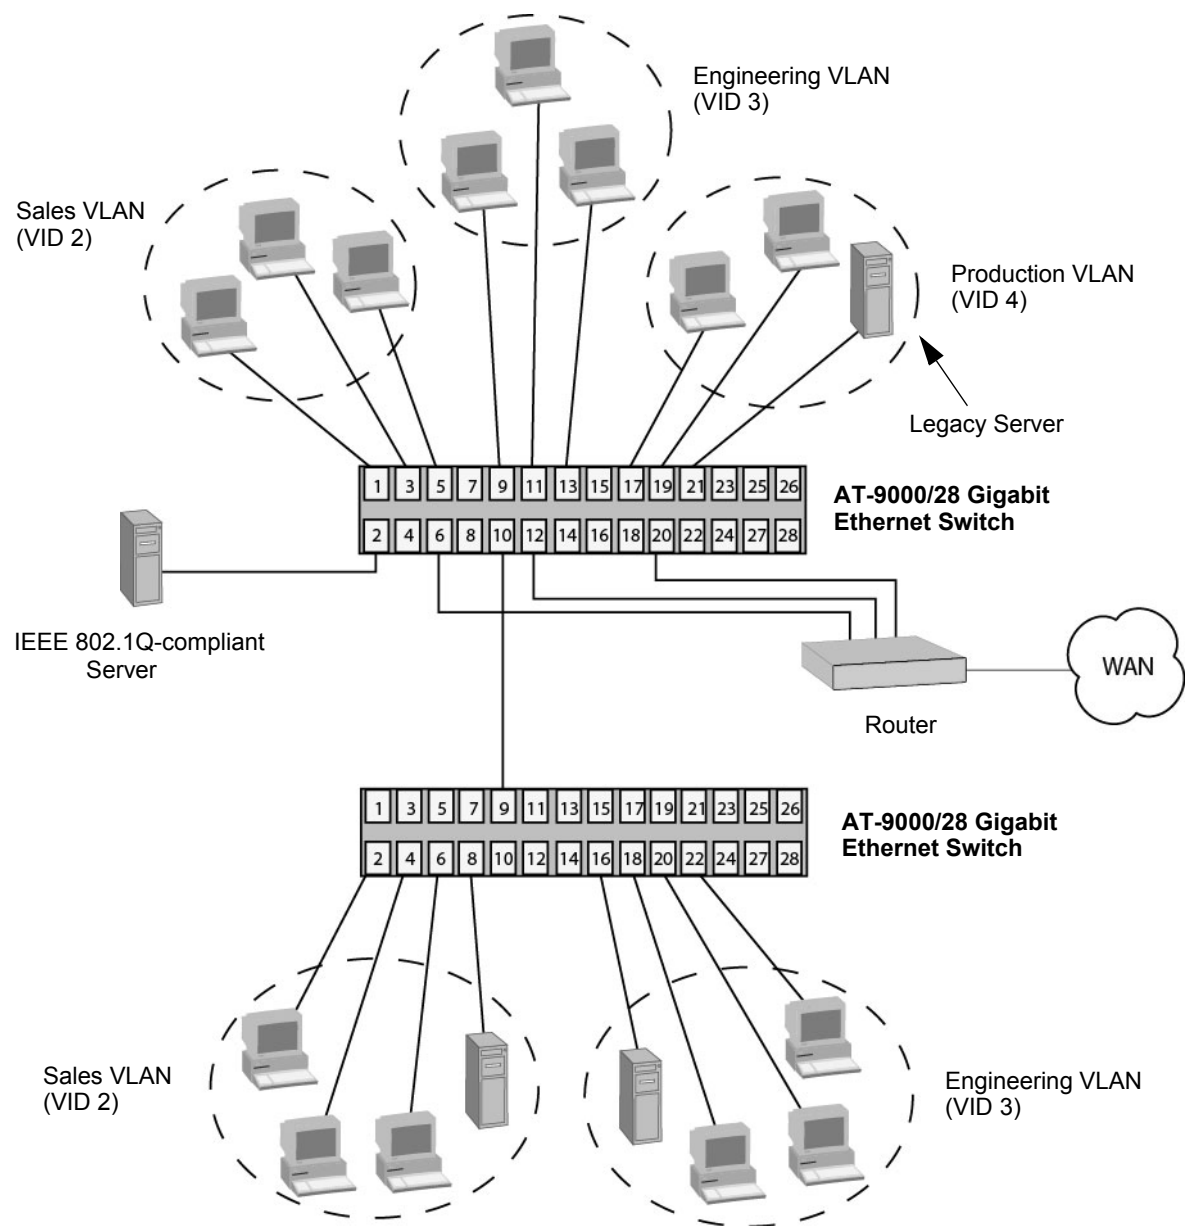 Engineering VLAN
(VID 3)
Sales VLAN
(VID 2)
Production VLAN
(VID 4)
Legacy Server
1 3 5 7 9 11 13 15 17 19 21 23 25 26
2 4 6 8 10 12 14 16 18 20 22 24 27 28
AT-9000/28 Gigabit
Ethernet Switch
IEEE 802.1Q-compliant
Server
WAN
Router
1 3 5 7 9 11 13 15 17 19 21 23 25 26
2 4 6 8 10 12 14 16 18 20 22 24 27 28
AT-9000/28 Gigabit
Ethernet Switch
Sales VLAN
(VID 2)
Engineering VLAN
(VID 3)